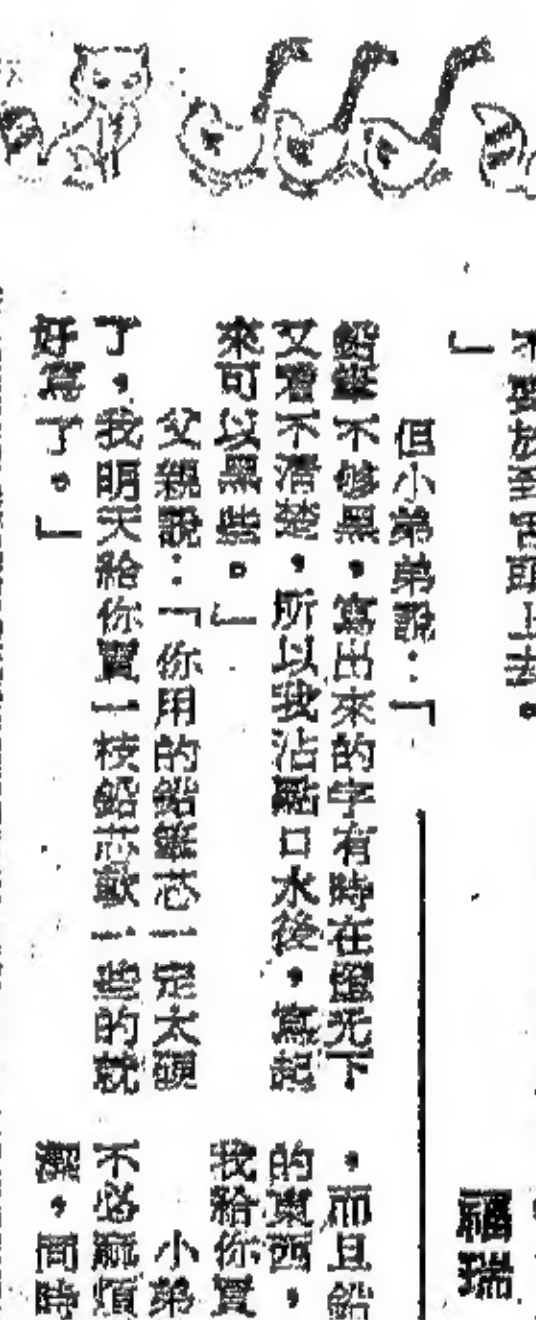 不要放到舌頭上去。
」
但小弟弟說：「
鉛筆不够黑，寫出來的字有時在燈光下
又看不清楚，所以我沾點口水後，寫起
來可以黑些。」
父親說：「你用的鉛筆芯一定太硬
了，我明天給你買一枝鉛芯軟一些的就
好寫了。」
福瑞
，而且鉛
的東西，
我給你買
小弟
不必麻煩
潔，同時